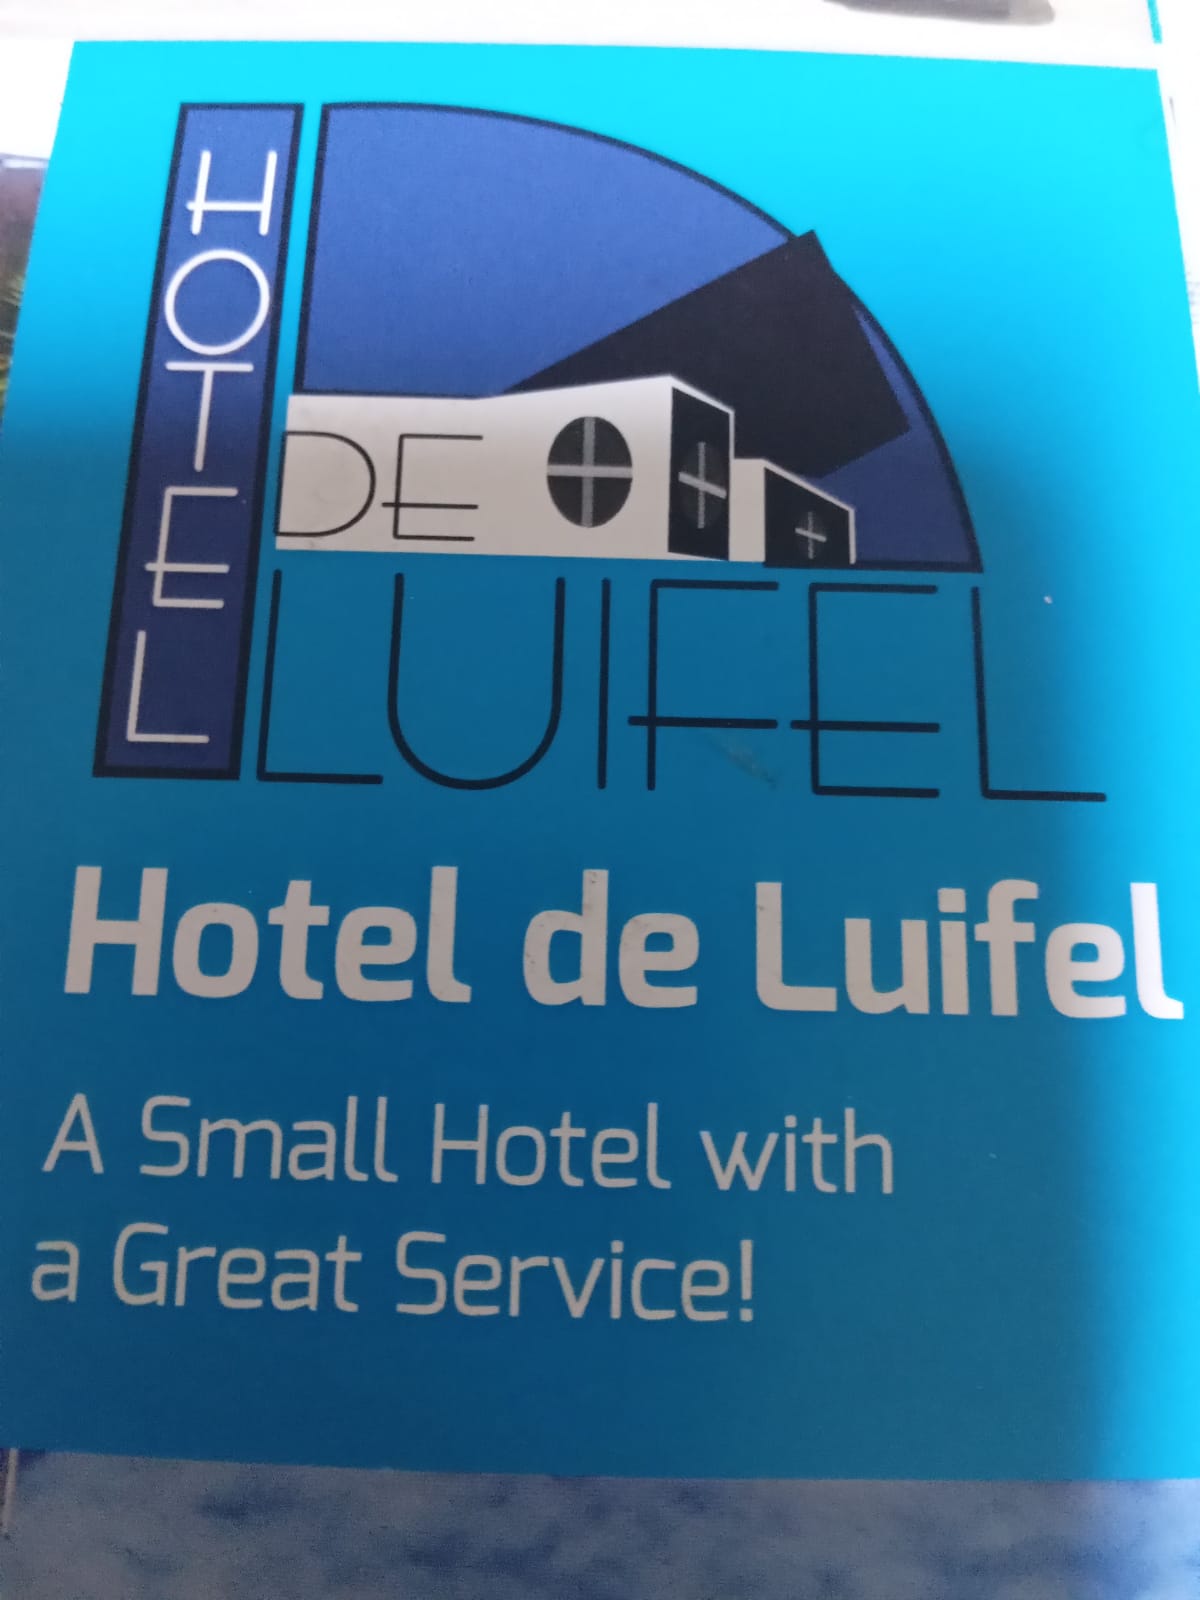 HOTEL
DE
LUIFEL
Hotel de Luifel
A Small Hotel with
a Great Service!